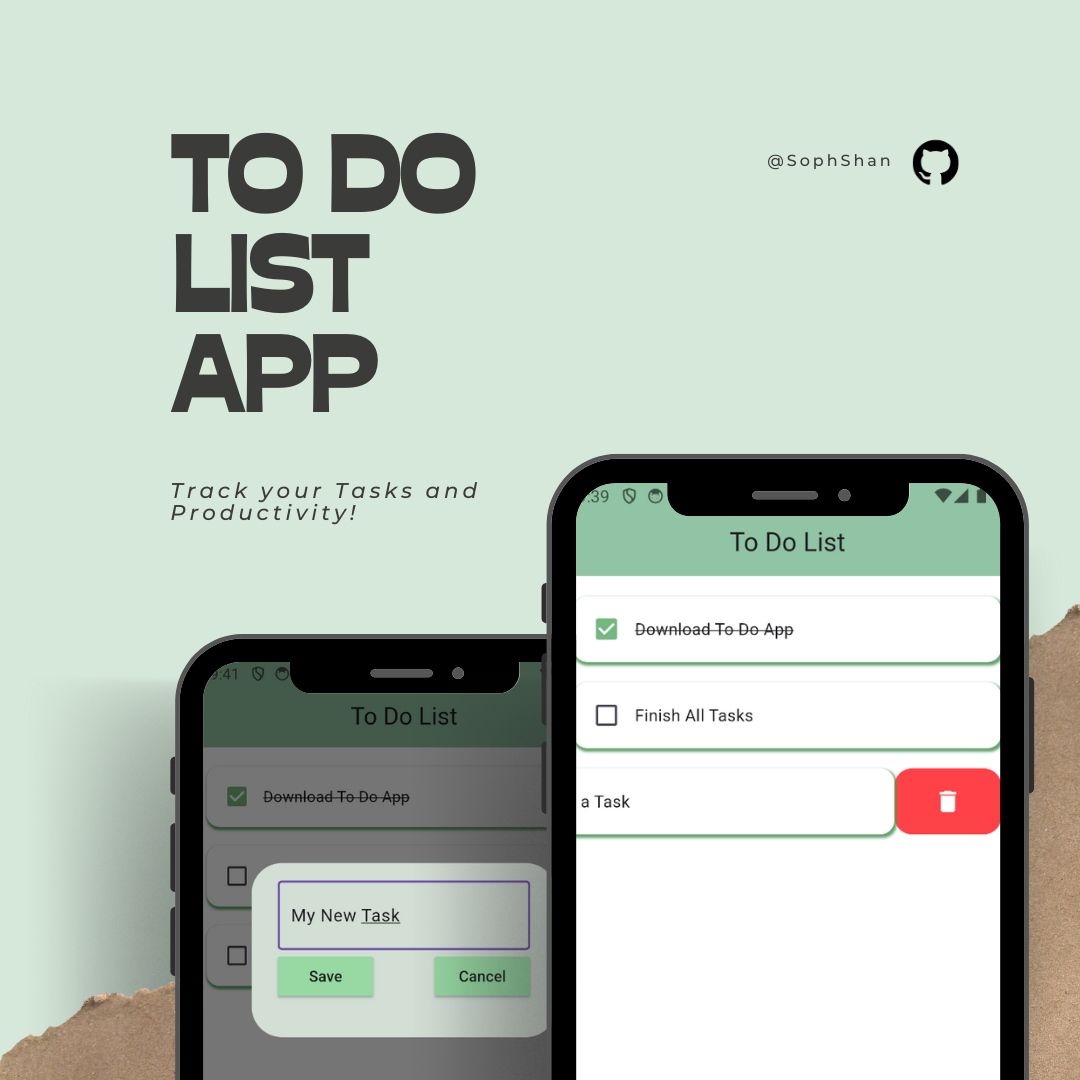 TO DO
LIST
APP
@SophShan
Track your Tasks and
Productivity!
:39
To Do List
Download To Do App
Finish All Tasks
a Task
9:41
To Do List
Download To Do App
My New Task
Save
Cancel